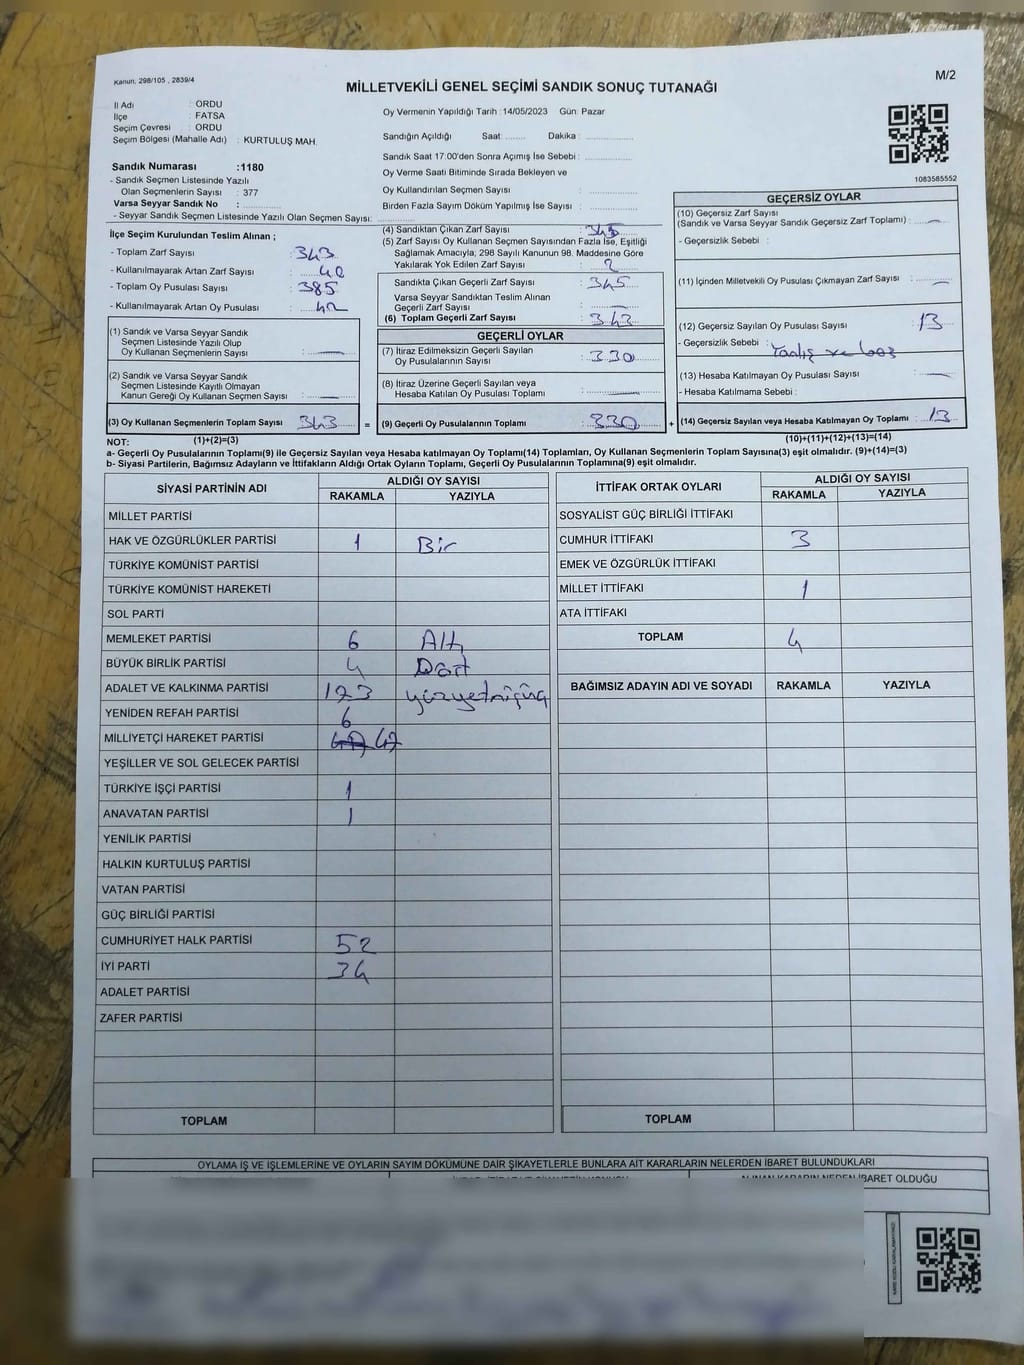 Kanun, 298/105 , 2839/4
M/2
MİLLETVEKİLİ GENEL SEÇİMİ SANDIK SONUÇ TUTANAĞI
İl Adı : ORDU
İlçe : FATSA
Seçim Çevresi : ORDU
Seçim Bölgesi (Mahalle Adı) : KURTULUŞ MAH.
Sandık Numarası :1180
- Sandık Seçmen Listesinde Yazılı
Olan Seçmenlerin Sayısı : 377
Varsa Seyyar Sandık No :
- Seyyar Sandık Seçmen Listesinde Yazılı Olan Seçmen Sayısı:
Oy Vermenin Yapıldığı Tarih :14/05/2023 Gün: Pazar
Sandığın Açıldığı Saat: Dakika :
Sandık Saat 17:00'den Sonra Açımış İse Sebebi :
Oy Verme Saati Bitiminde Sırada Bekleyen ve
Oy Kullandırılan Seçmen Sayısı :
Birden Fazla Sayım Döküm Yapılmış İse Sayısı :
1083585552
İlçe Seçim Kurulundan Teslim Alınan ;
- Toplam Zarf Sayısı : 343
- Kullanılmayarak Artan Zarf Sayısı : 42
- Toplam Oy Pusulası Sayısı : 385
- Kullanılmayarak Artan Oy Pusulası : 42
(4) Sandıktan Çıkan Zarf Sayısı : 345
(5) Zarf Sayısı Oy Kullanan Seçmen Sayısından Fazla İse, Eşitliği
Sağlamak Amacıyla; 298 Sayılı Kanunun 98. Maddesine Göre
Yakılarak Yok Edilen Zarf Sayısı : 2
Sandıkta Çıkan Geçerli Zarf Sayısı : 345
Varsa Seyyar Sandıktan Teslim Alınan
Geçerli Zarf Sayısı :
(6) Toplam Geçerli Zarf Sayısı : 343
GEÇERSİZ OYLAR
(10) Geçersiz Zarf Sayısı
(Sandık ve Varsa Seyyar Sandık Geçersiz Zarf Toplamı) : —
- Geçersizlik Sebebi :
(11) İçinden Milletvekili Oy Pusulası Çıkmayan Zarf Sayısı : —
(12) Geçersiz Sayılan Oy Pusulası Sayısı : 13
- Geçersizlik Sebebi : Yanlış ve boş
(13) Hesaba Katılmayan Oy Pusulası Sayısı : —
- Hesaba Katılmama Sebebi :
(14) Geçersiz Sayılan veya Hesaba Katılmayan Oy Toplamı : 13
(1) Sandık ve Varsa Seyyar Sandık
Seçmen Listesinde Yazılı Olup
Oy Kullanan Seçmenlerin Sayısı : —
(2) Sandık ve Varsa Seyyar Sandık
Seçmen Listesinde Kayıtlı Olmayan
Kanun Gereği Oy Kullanan Seçmen Sayısı : —
(3) Oy Kullanan Seçmenlerin Toplam Sayısı 343 =
GEÇERLİ OYLAR
(7) İtiraz Edilmeksizin Geçerli Sayılan
Oy Pusulalarının Sayısı : 330
(8) İtiraz Üzerine Geçerli Sayılan veya
Hesaba Katılan Oy Pusulası Toplamı : —
(9) Geçerli Oy Pusulalarının Toplamı : 330 +
NOT: (1)+(2)=(3) (10)+(11)+(12)+(13)=(14)
a- Geçerli Oy Pusulalarının Toplamı(9) ile Geçersiz Sayılan veya Hesaba katılmayan Oy Toplamı(14) Toplamları, Oy Kullanan Seçmenlerin Toplam Sayısına(3) eşit olmalıdır. (9)+(14)=(3)
b- Siyasi Partilerin, Bağımsız Adayların ve İttifakların Aldığı Ortak Oyların Toplamı, Geçerli Oy Pusulalarının Toplamına(9) eşit olmalıdır.
SİYASİ PARTİNİN ADI ALDIĞI OY SAYISI
RAKAMLA YAZIYLA
MİLLET PARTİSİ
HAK VE ÖZGÜRLÜKLER PARTİSİ 1 Bir
TÜRKİYE KOMÜNİST PARTİSİ
TÜRKİYE KOMÜNİST HAREKETİ
SOL PARTİ
MEMLEKET PARTİSİ 6 Altı
BÜYÜK BİRLİK PARTİSİ 4 Dört
ADALET VE KALKINMA PARTİSİ 173 yüzyetmişüç
YENİDEN REFAH PARTİSİ 6
MİLLİYETÇİ HAREKET PARTİSİ 47
YEŞİLLER VE SOL GELECEK PARTİSİ
TÜRKİYE İŞÇİ PARTİSİ 1
ANAVATAN PARTİSİ 1
YENİLİK PARTİSİ
HALKIN KURTULUŞ PARTİSİ
VATAN PARTİSİ
GÜÇ BİRLİĞİ PARTİSİ
CUMHURİYET HALK PARTİSİ 52
İYİ PARTİ 34
ADALET PARTİSİ
ZAFER PARTİSİ
TOPLAM
İTTİFAK ORTAK OYLARI ALDIĞI OY SAYISI
RAKAMLA YAZIYLA
SOSYALİST GÜÇ BİRLİĞİ İTTİFAKI
CUMHUR İTTİFAKI 3
EMEK VE ÖZGÜRLÜK İTTİFAKI
MİLLET İTTİFAKI 1
ATA İTTİFAKI
TOPLAM 4
BAĞIMSIZ ADAYIN ADI VE SOYADI RAKAMLA YAZIYLA
TOPLAM
OYLAMA İŞ VE İŞLEMLERİNE VE OYLARIN SAYIM DÖKÜMÜNE DAİR ŞİKAYETLERLE BUNLARA AİT KARARLARIN NELERDEN İBARET BULUNDUKLARI
İBARET OLDUĞU